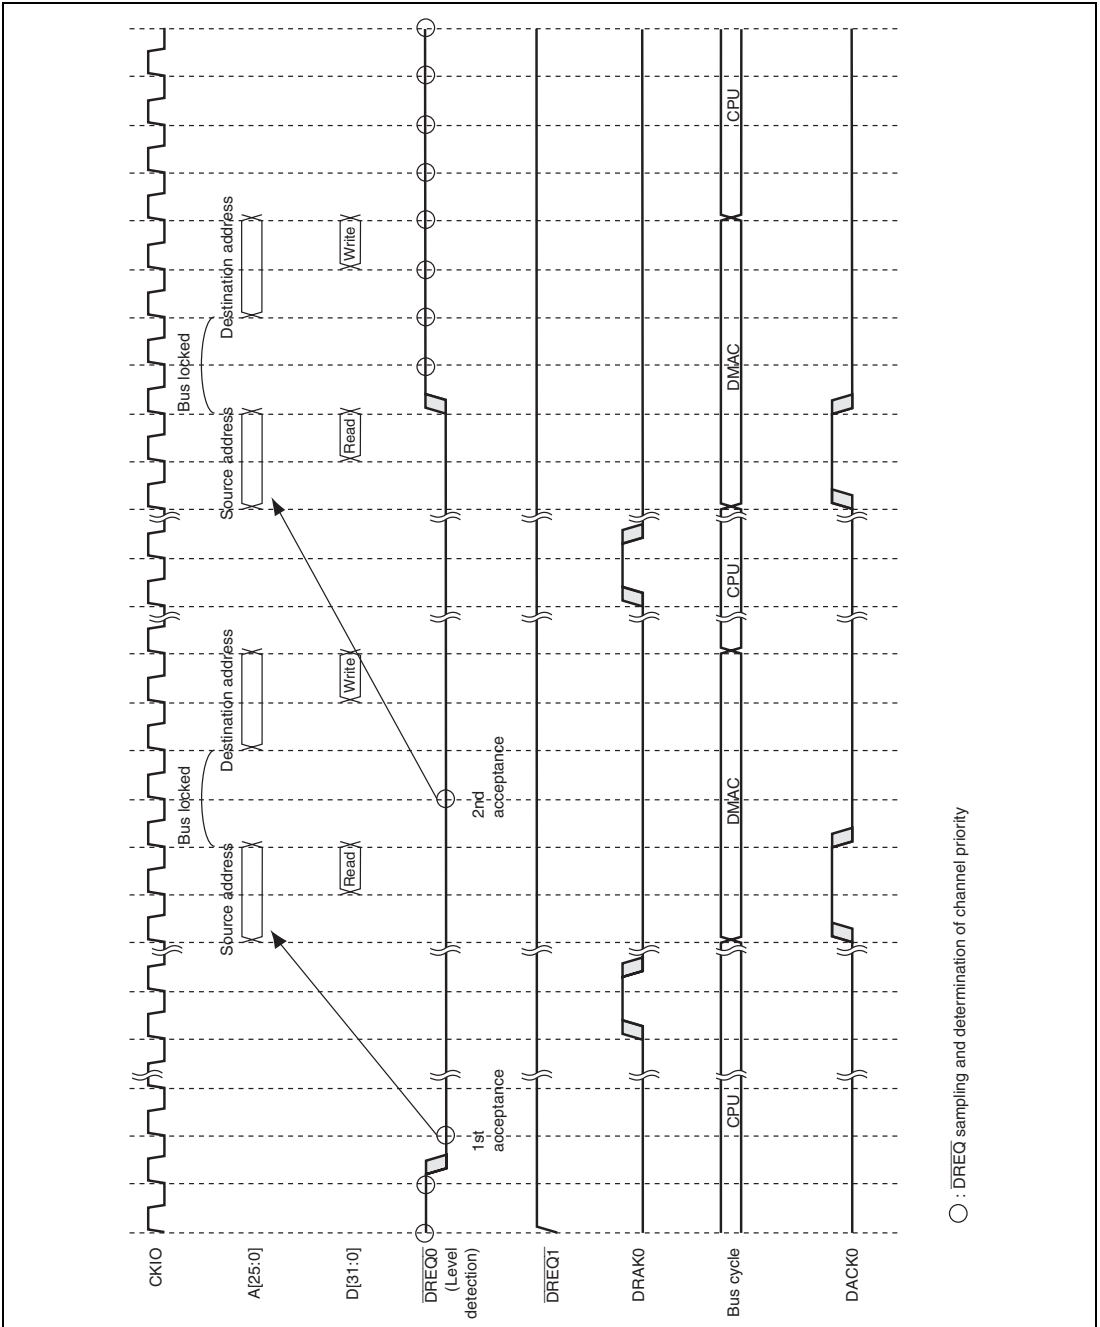 CKIO
A[25:0]
D[31:0]
DREQ0
(Level
detection)
DREQ1
DRAK0
Bus cycle
DACK0
Bus locked
Bus locked
Source address
Destination address
Source address
Destination address
Read
Write
Read
Write
1st
acceptance
2nd
acceptance
CPU
DMAC
CPU
DMAC
CPU
: DREQ sampling and determination of channel priority